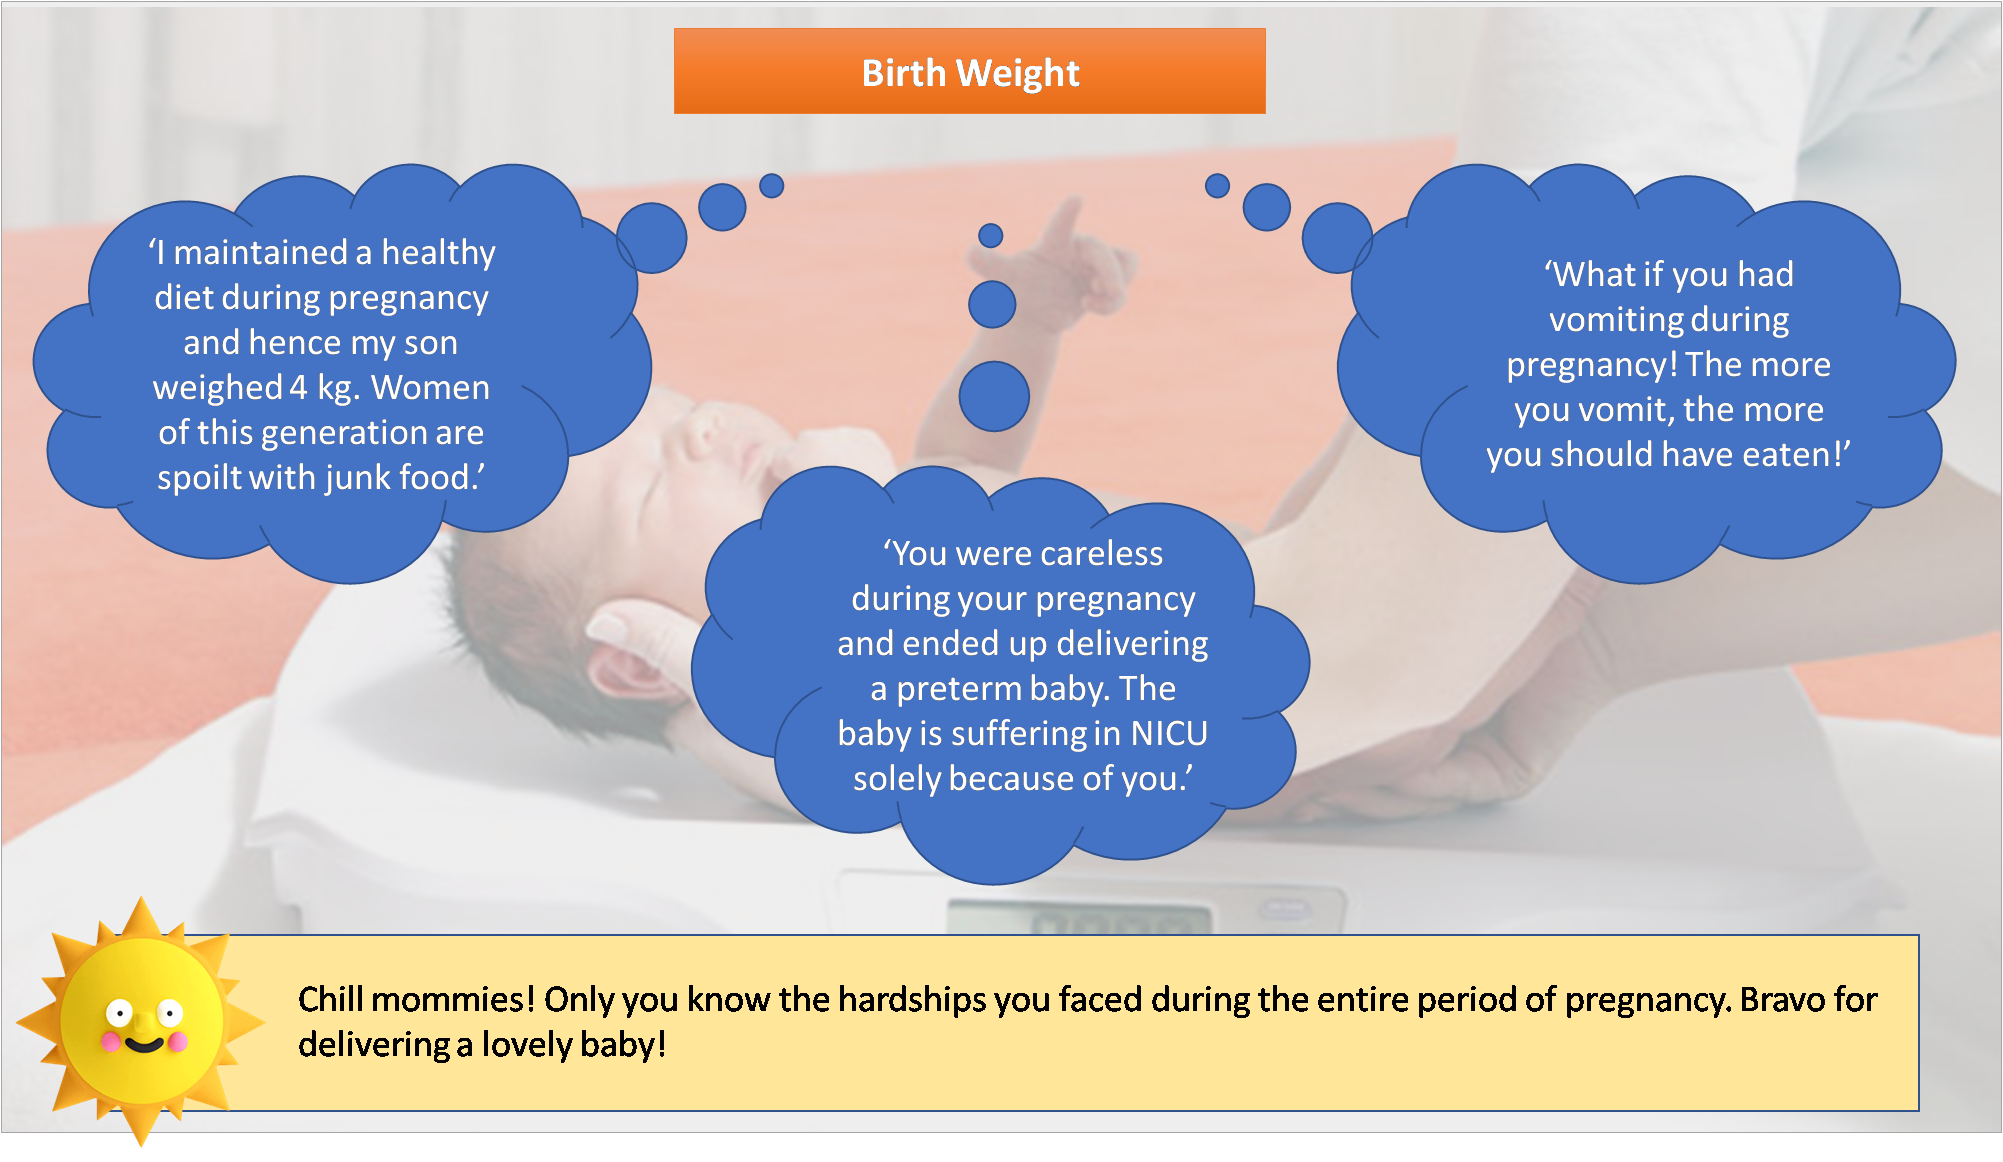 Birth Weight
‘I maintained a healthy
diet during pregnancy
and hence my son
weighed 4 kg. Women
of this generation are
spoilt with junk food.’
‘What if you had
vomiting during
pregnancy! The more
you vomit, the more
you should have eaten!’
‘You were careless
during your pregnancy
and ended up delivering
a preterm baby. The
baby is suffering in NICU
solely because of you.’
Chill mommies! Only you know the hardships you faced during the entire period of pregnancy. Bravo for
delivering a lovely baby!